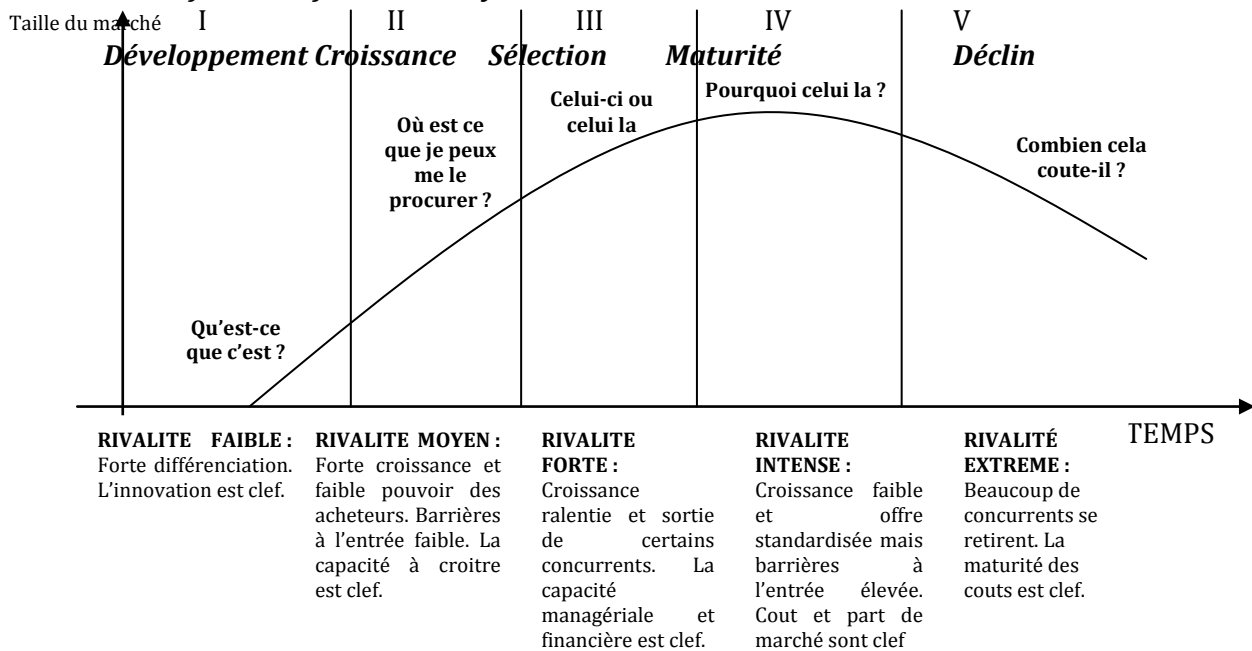 Taille du marché
I
II
III
IV
V
Développement
Croissance
Sélection
Maturité
Déclin
Qu’est-ce
que c’est ?
Où est ce
que je peux
me le
procurer ?
Celui-ci ou
celui la
Pourquoi celui la ?
Combien cela
coute-il ?
TEMPS
RIVALITE FAIBLE :
Forte différenciation.
L’innovation est clef.
RIVALITE MOYEN :
Forte croissance et
faible pouvoir des
acheteurs. Barrières
à l’entrée faible. La
capacité à croitre
est clef.
RIVALITE
FORTE :
Croissance
ralentie et sortie
de certains
concurrents. La
capacité
managériale et
financière est clef.
RIVALITE
INTENSE :
Croissance faible
et offre
standardisée mais
barrières à
l’entrée élevée.
Cout et part de
marché sont clef
RIVALITÉ
EXTREME :
Beaucoup de
concurrents se
retirent. La
maturité des
couts est clef.